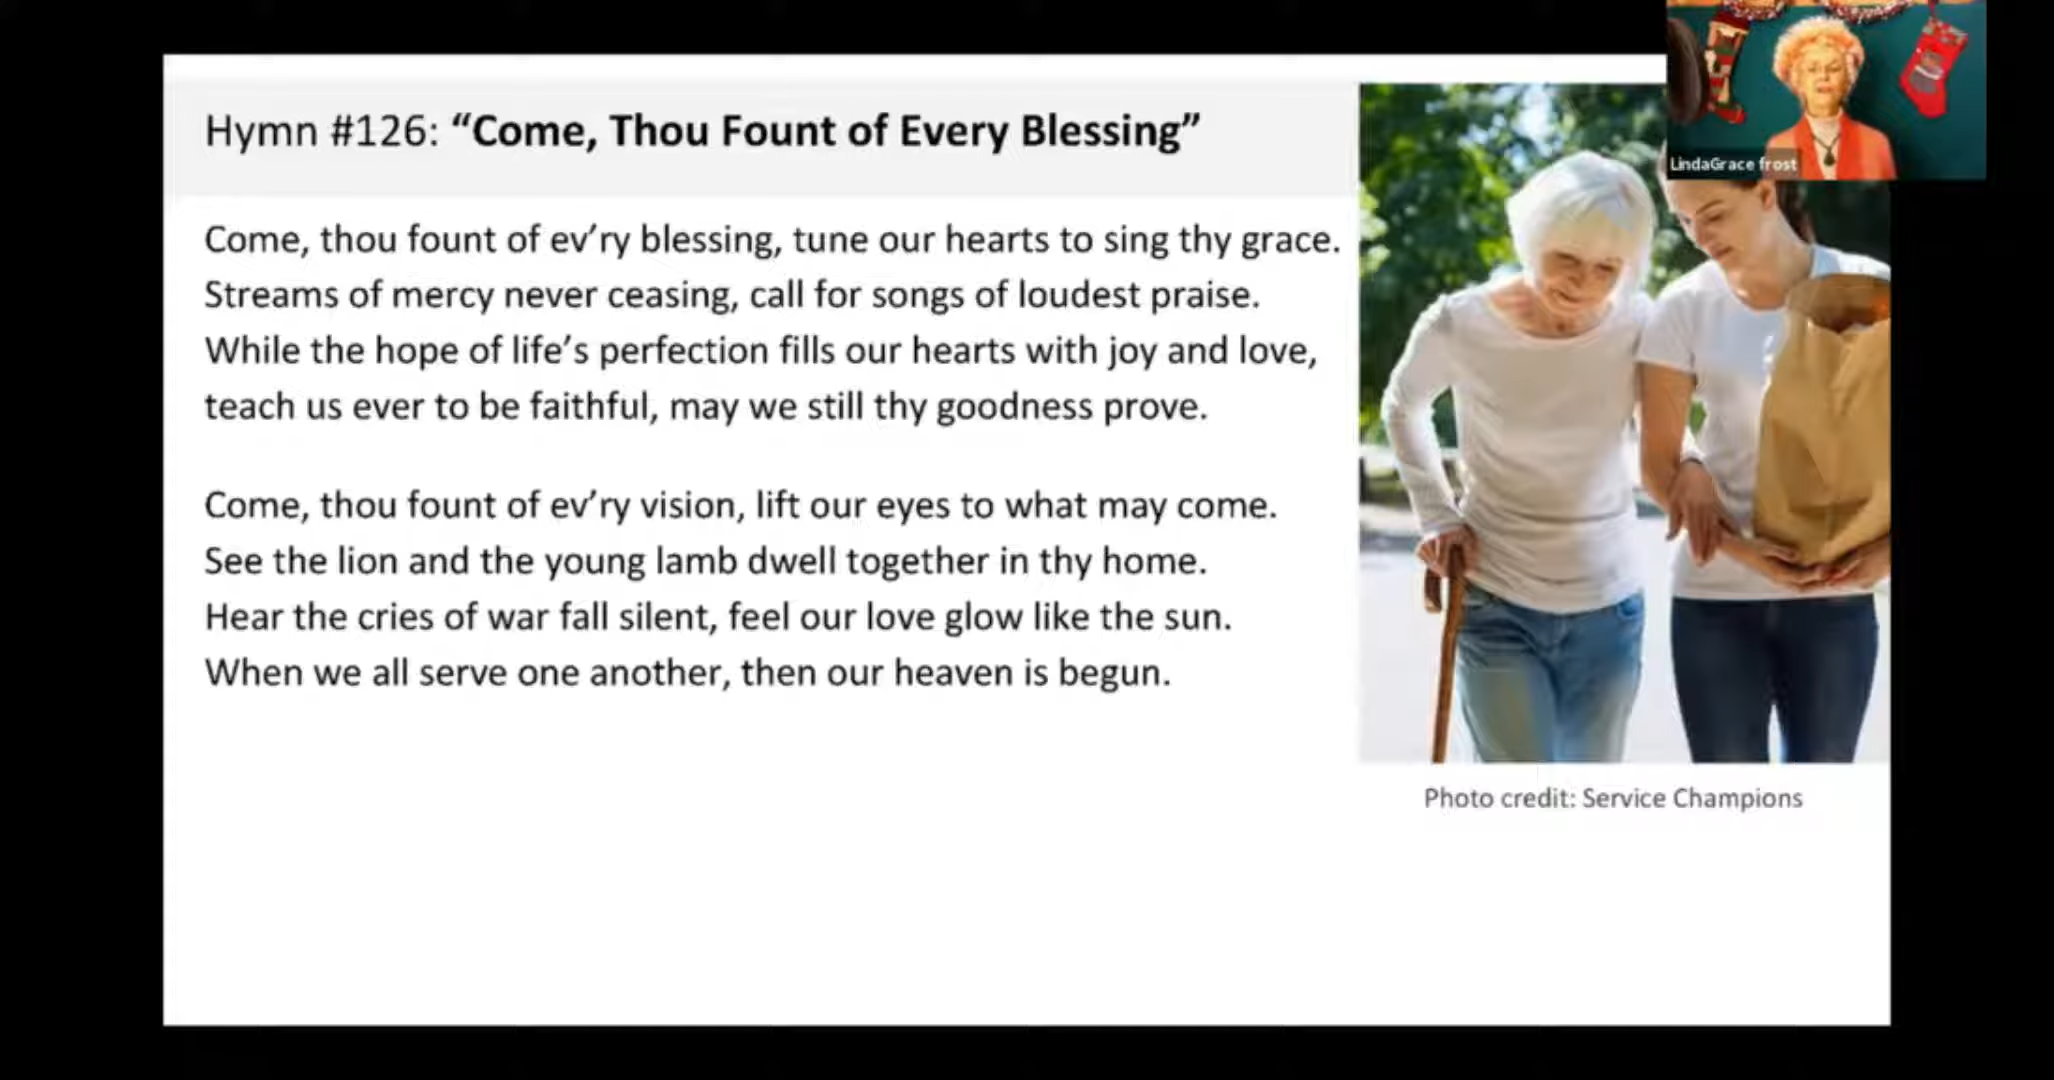 Hymn #126: “Come, Thou Fount of Every Blessing”
LindaGrace frost
Come, thou fount of ev’ry blessing, tune our hearts to sing thy grace.
Streams of mercy never ceasing, call for songs of loudest praise.
While the hope of life’s perfection fills our hearts with joy and love,
teach us ever to be faithful, may we still thy goodness prove.
Come, thou fount of ev’ry vision, lift our eyes to what may come.
See the lion and the young lamb dwell together in thy home.
Hear the cries of war fall silent, feel our love glow like the sun.
When we all serve one another, then our heaven is begun.
Photo credit: Service Champions